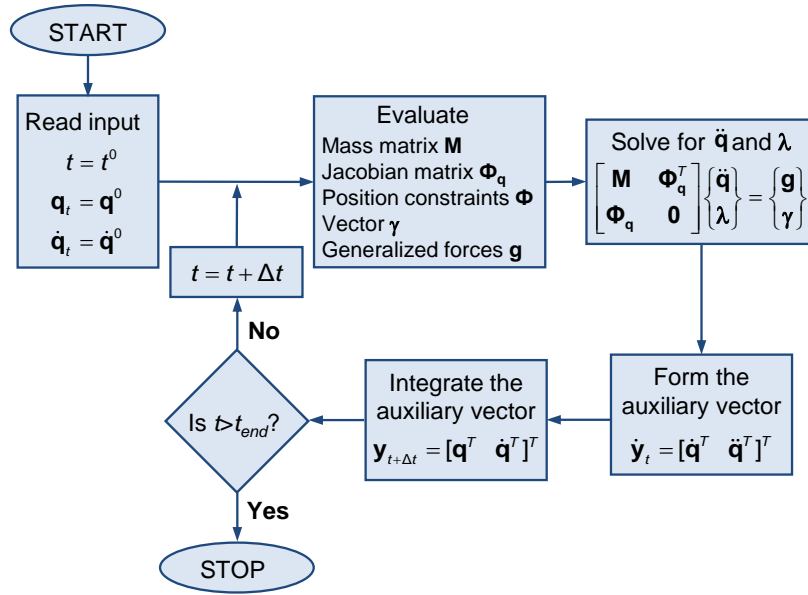 START
Read input
t = t⁰
𝐪ₜ = 𝐪⁰
𝐪̇ₜ = 𝐪̇⁰
t = t + Δt
Evaluate
Mass matrix M
Jacobian matrix Φ_q
Position constraints Φ
Vector γ
Generalized forces g
Solve for q̈ and λ
[M Φ_q^T; Φ_q 0] {q̈; λ} = {g; γ}
Form the
auxiliary vector
ẏ_t = [q̇^T q̈^T]^T
Integrate the
auxiliary vector
y_{t+Δt} = [q^T q̇^T]^T
Is t>t_end?
No
Yes
STOP